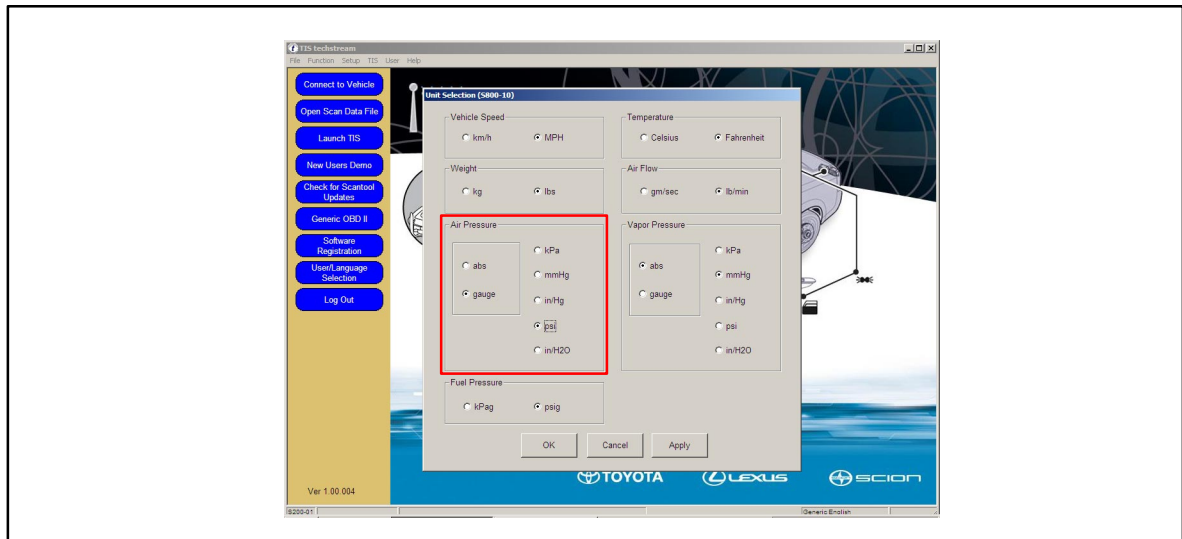 TIS techstream
File Function Setup TIS User Help
Connect to Vehicle
Open Scan Data File
Launch TIS
New Users Demo
Check for Scantool
Updates
Generic OBD II
Software
Registration
User/Language
Selection
Log Out
Ver 1.00.004
Unit Selection (S800-10)
Vehicle Speed
km/h MPH
Temperature
Celsius Fahrenheit
Weight
kg lbs
Air Flow
gm/sec lb/min
Air Pressure
abs
gauge
kPa
mmHg
in/Hg
psi
in/H2O
Vapor Pressure
abs
gauge
kPa
mmHg
in/Hg
psi
in/H2O
Fuel Pressure
kPag psig
OK Cancel Apply
TOYOTA LEXUS SCION
S200-01 Generic English